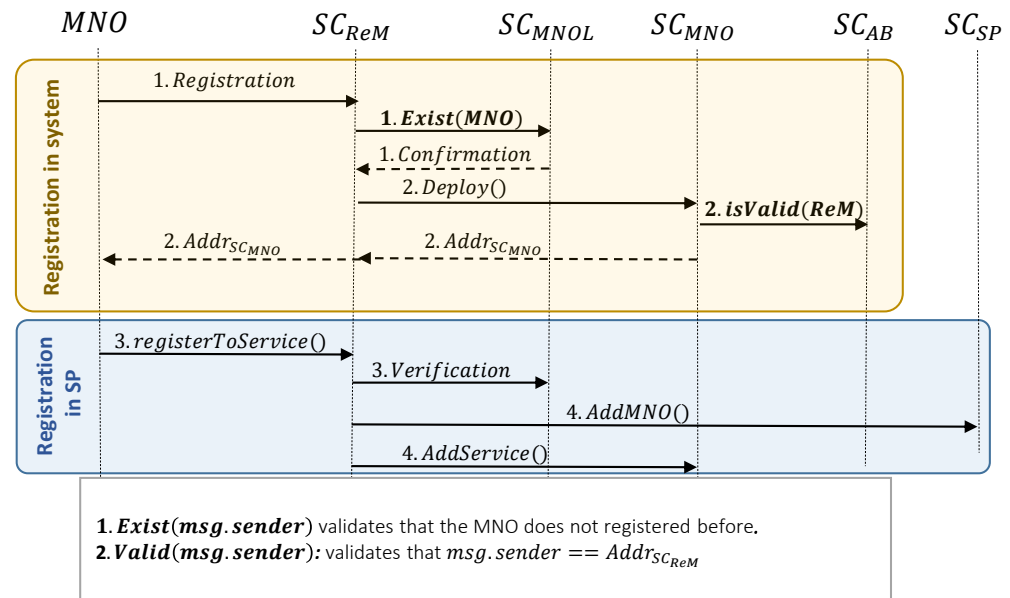 MNO SC_ReM SC_MNOL SC_MNO SC_AB SC_SP
Registration in system
1. Registration
1. Exist(MNO)
1. Confirmation
2. Deploy()
2. isValid(ReM)
2. Addr_SC_MNO 2. Addr_SC_MNO
Registration
in SP
3. registerToService()
3. Verification
4. AddMNO()
4. AddService()
1. Exist(msg.sender) validates that the MNO does not registered before.
2. Valid(msg.sender): validates that msg.sender == Addr_SC_ReM